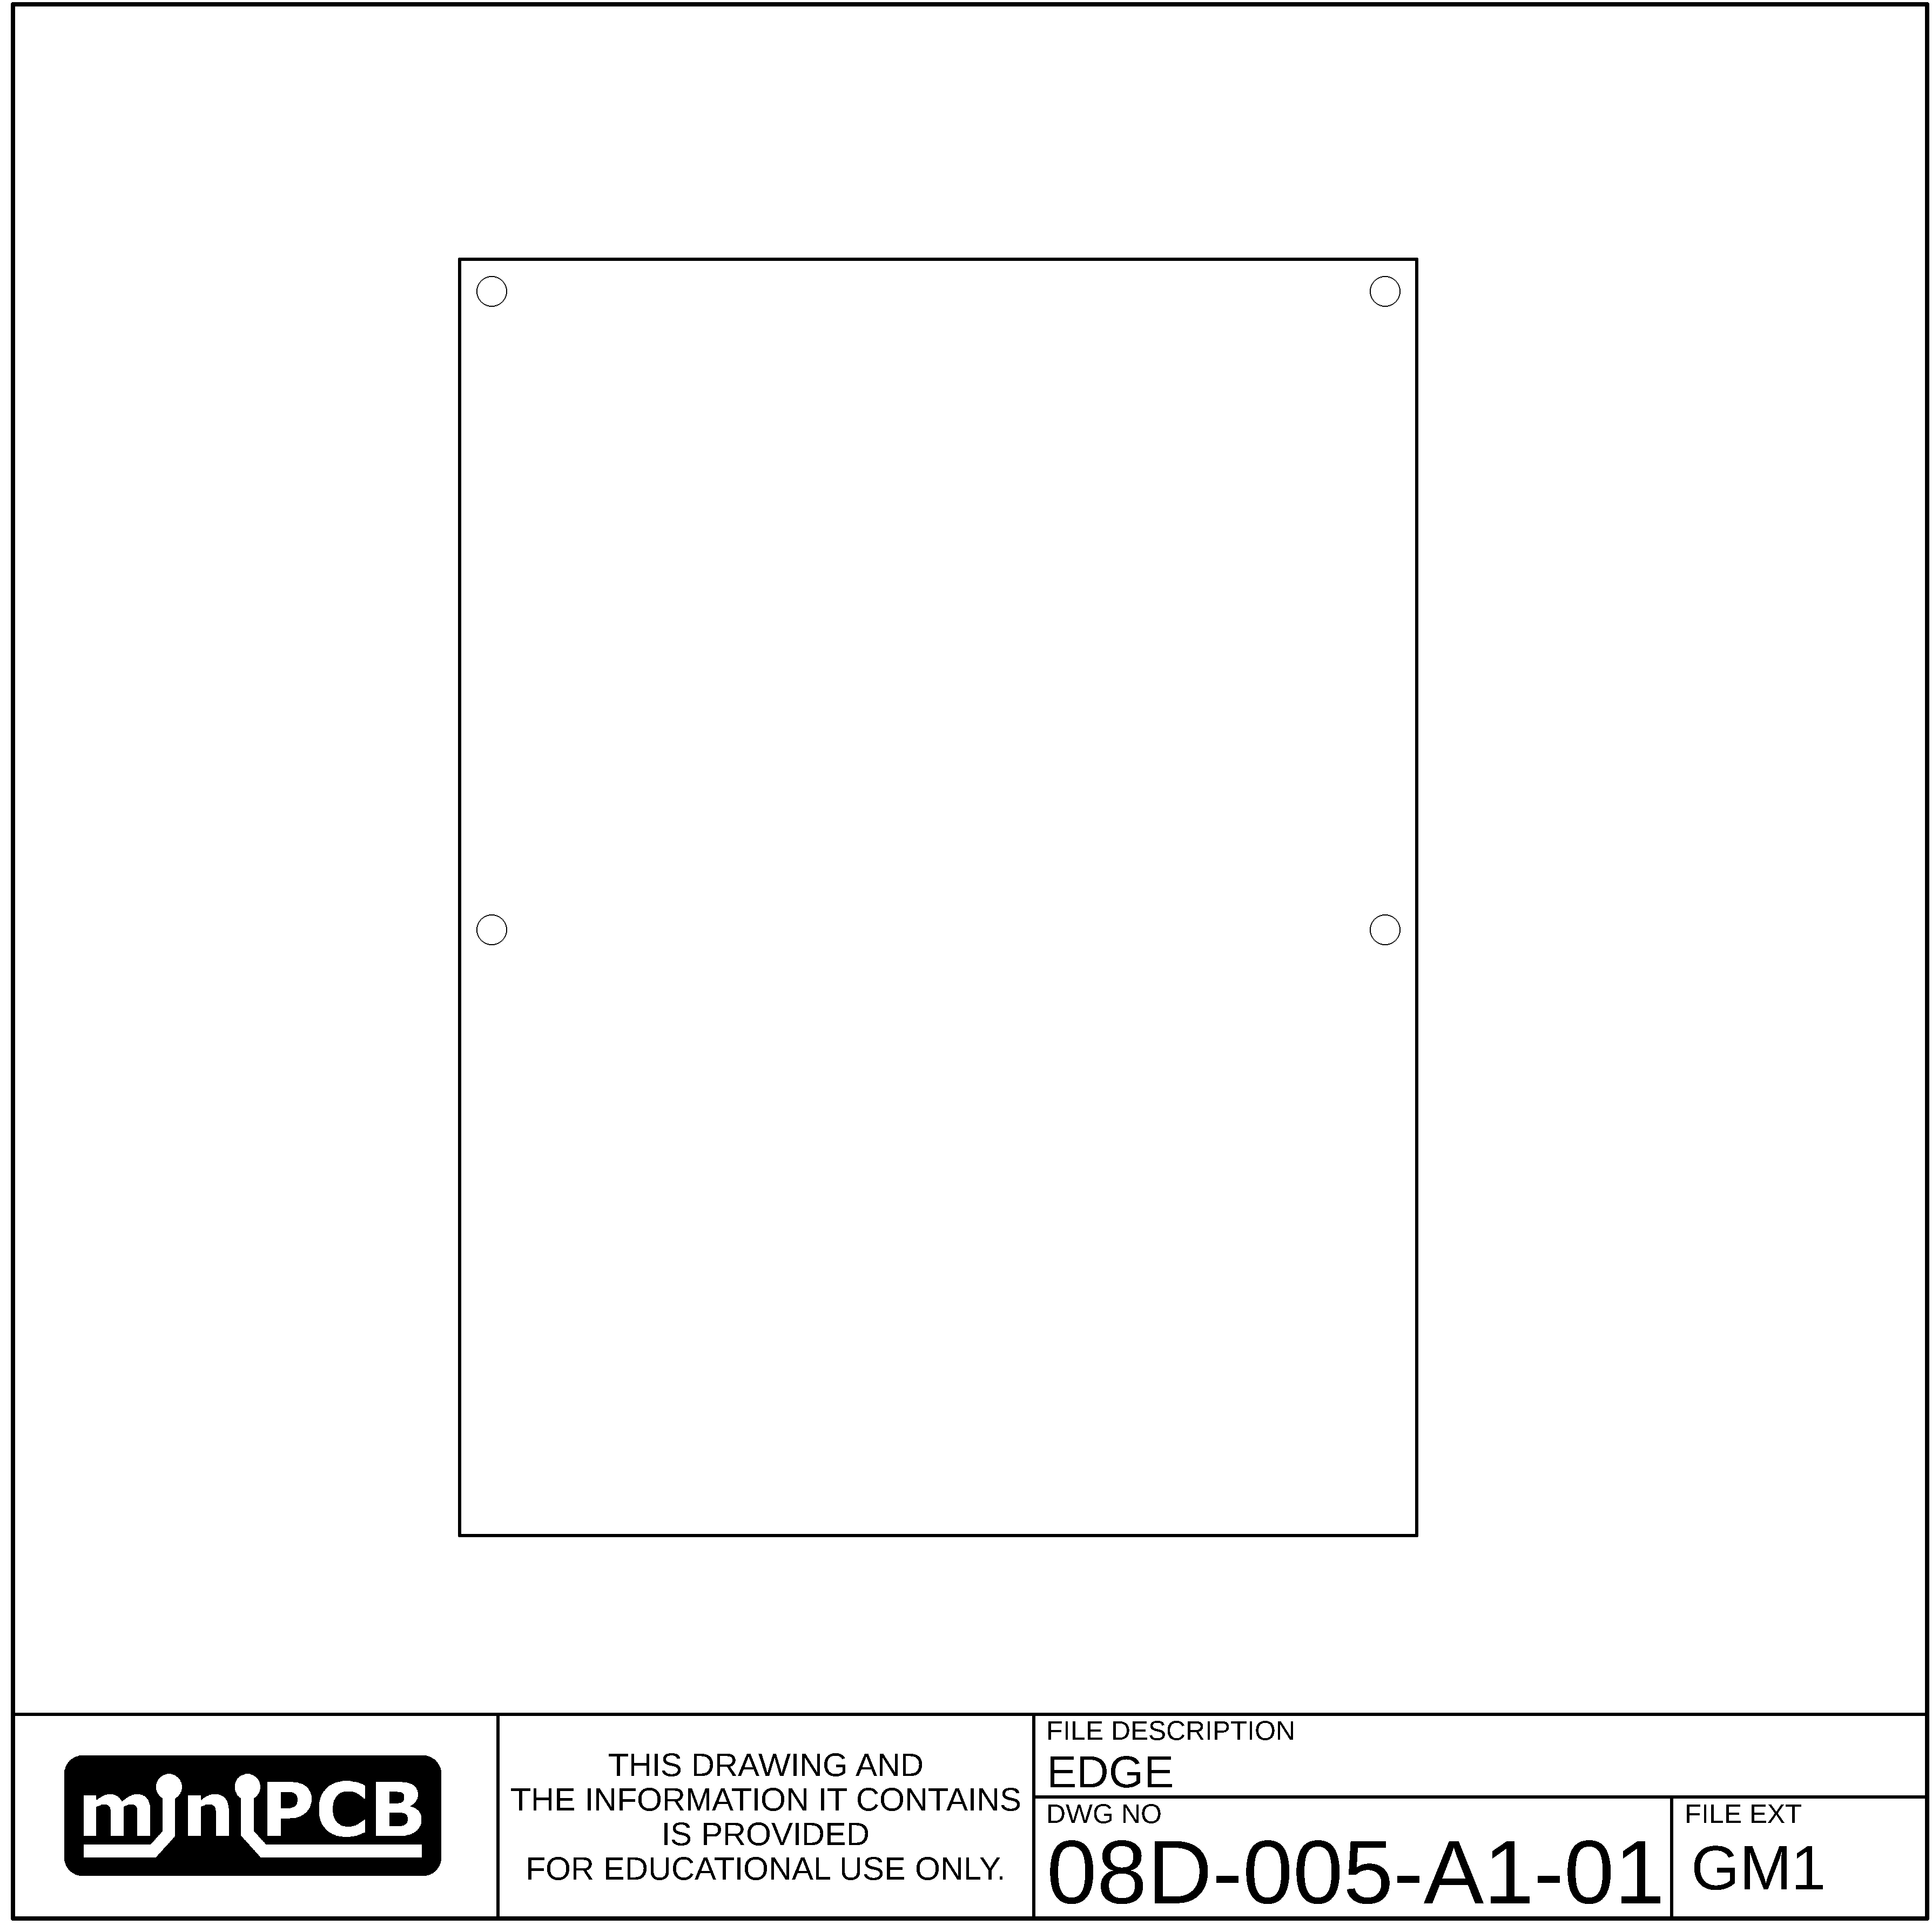 miniPCB
THIS DRAWING AND
THE INFORMATION IT CONTAINS
IS PROVIDED
FOR EDUCATIONAL USE ONLY.
FILE DESCRIPTION
EDGE
DWG NO
08D-005-A1-01
FILE EXT
GM1